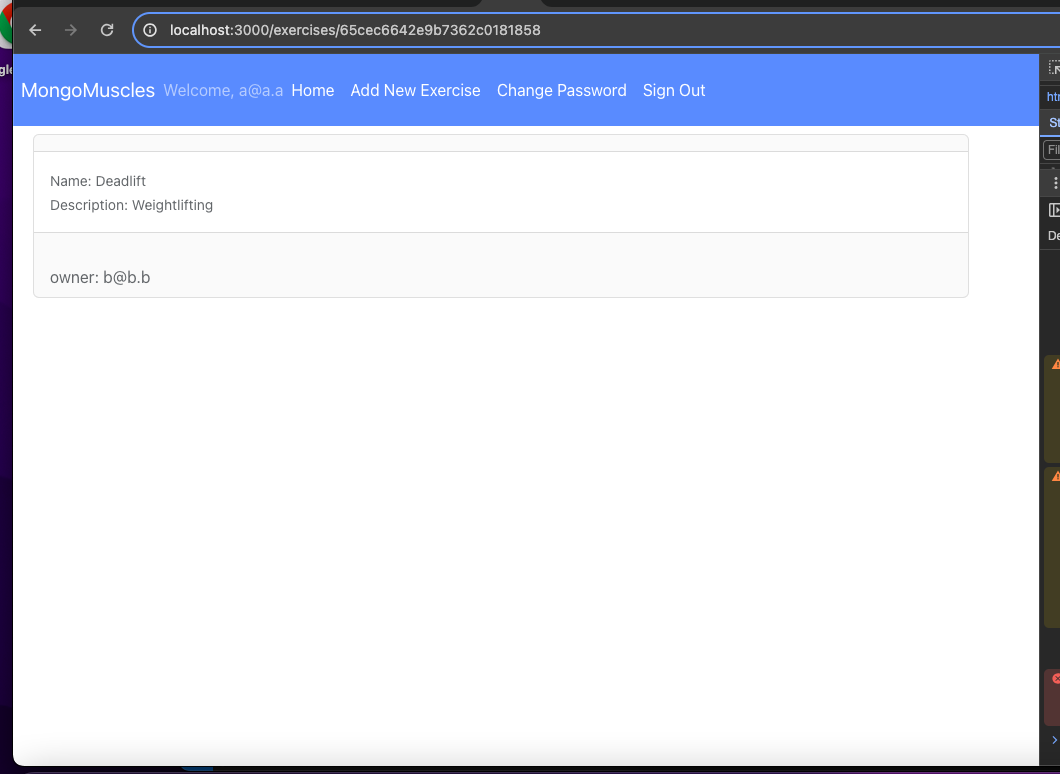 localhost:3000/exercises/65cec6642e9b7362c0181858
MongoMuscles Welcome, a@a.a Home Add New Exercise Change Password Sign Out
Name: Deadlift
Description: Weightlifting
owner: b@b.b